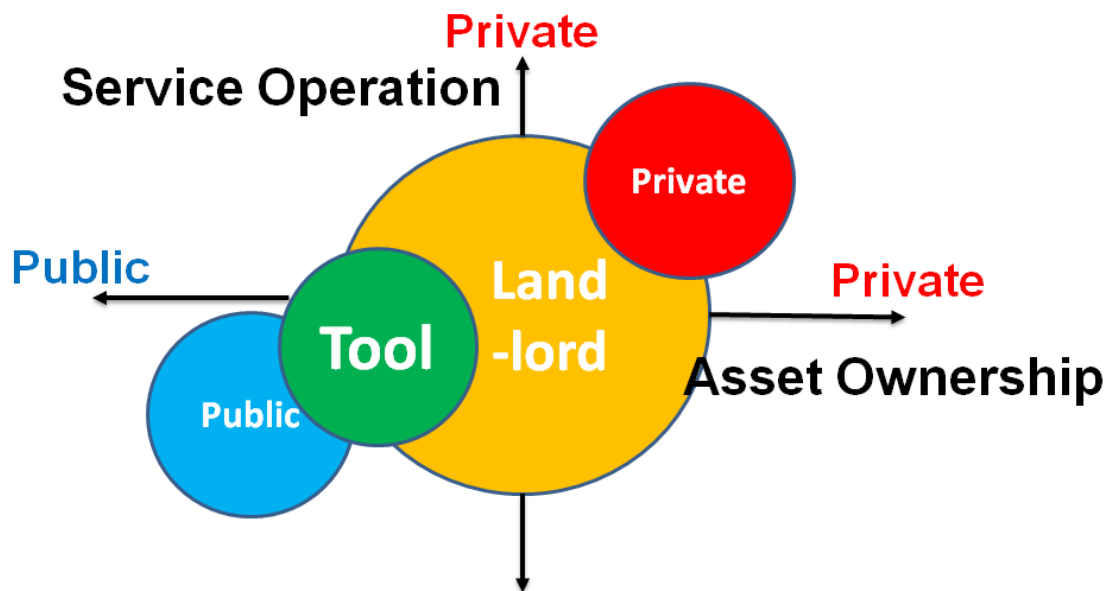 Private
Service Operation
Private
Public
Land
-lord
Private
Tool
Asset Ownership
Public